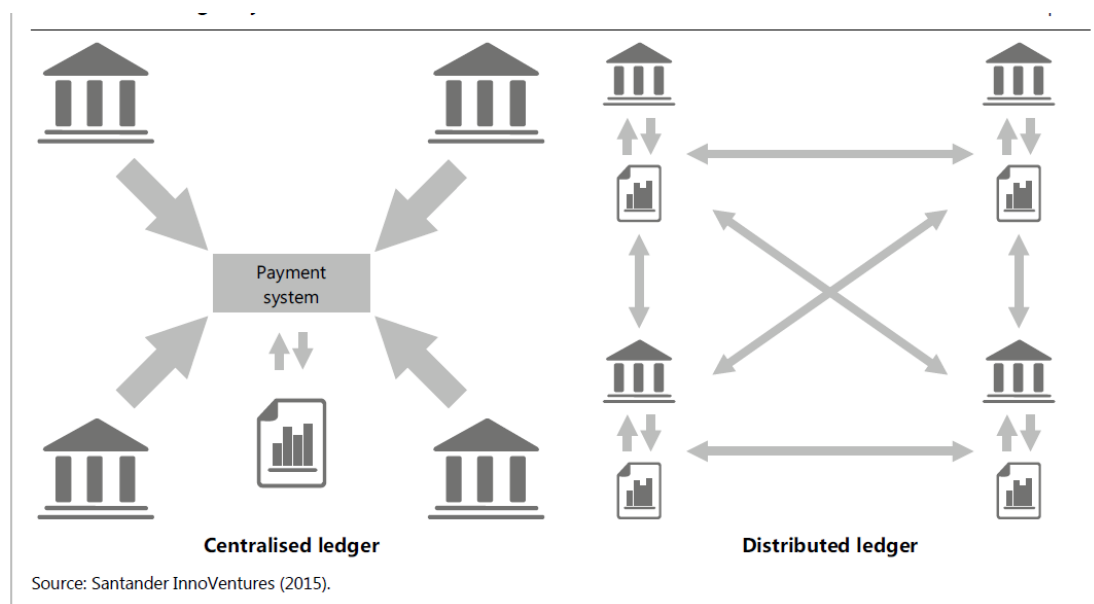 Payment
system
Centralised ledger
Distributed ledger
Source: Santander InnoVentures (2015).